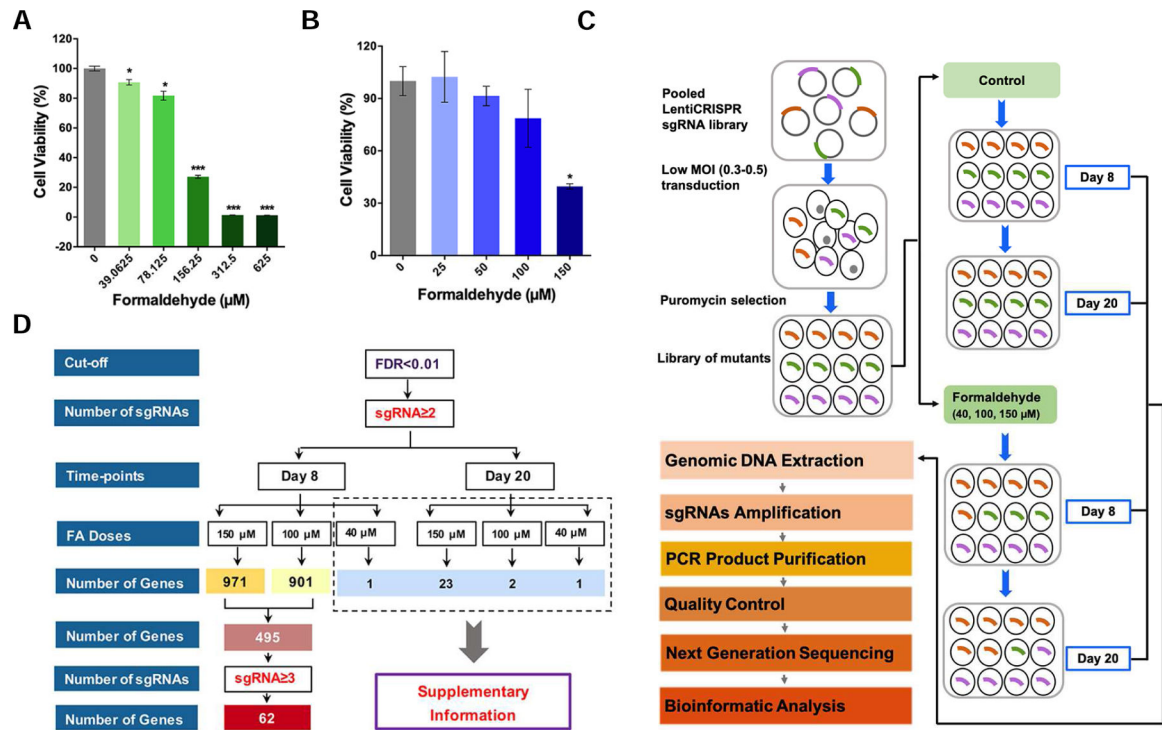 A
Cell Viability (%)
120
100
80
60
40
20
0
-20
*
*
***
***
***
0
39.0625
78.125
156.25
312.5
625
Formaldehyde (µM)
B
Cell Viability (%)
120
90
60
30
0
*
0
25
50
100
150
Formaldehyde (µM)
C
Pooled
LentiCRISPR
sgRNA library
Low MOI (0.3-0.5)
transduction
Puromycin selection
Library of mutants
Control
Day 8
Day 20
Formaldehyde
(40, 100, 150 µM)
Day 8
Day 20
Genomic DNA Extraction
sgRNAs Amplification
PCR Product Purification
Quality Control
Next Generation Sequencing
Bioinformatic Analysis
D
Cut-off
FDR<0.01
Number of sgRNAs
sgRNA≥2
Time-points
Day 8
Day 20
FA Doses
150 µM
100 µM
40 µM
150 µM
100 µM
40 µM
Number of Genes
971
901
1
23
2
1
Number of Genes
495
Number of sgRNAs
sgRNA≥3
Number of Genes
62
Supplementary
Information